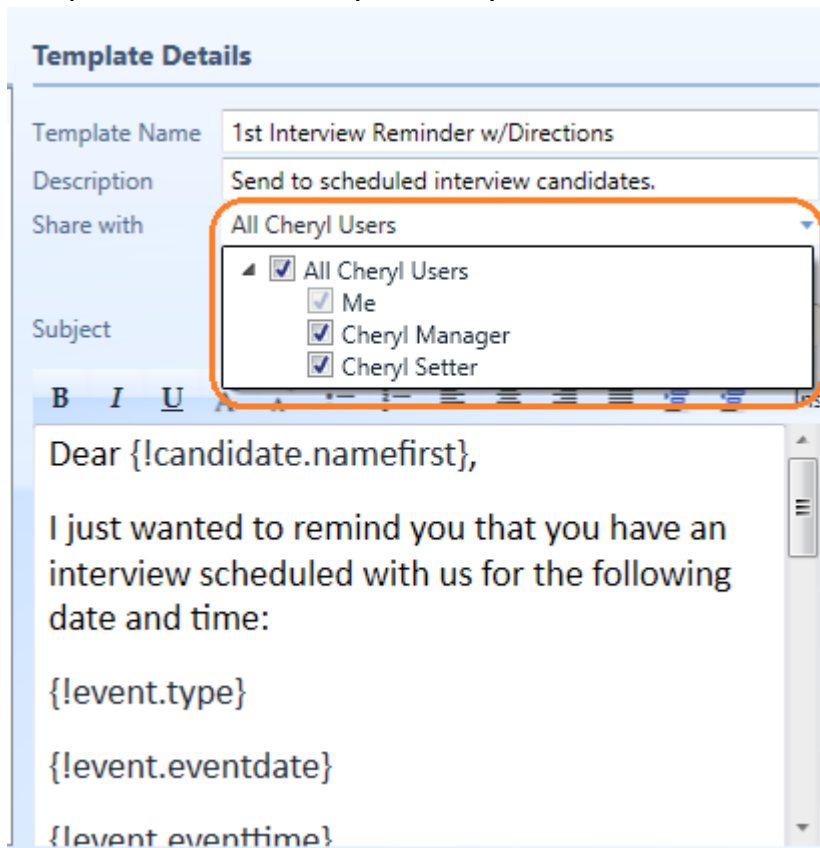 Template Details
Template Name 1st Interview Reminder w/Directions
Description Send to scheduled interview candidates.
Share with All Cheryl Users
All Cheryl Users
Me
Cheryl Manager
Cheryl Setter
Subject
B I U
Dear {!candidate.namefirst},
I just wanted to remind you that you have an
interview scheduled with us for the following
date and time:
{!event.type}
{!event.eventdate}
{!event.eventtime}